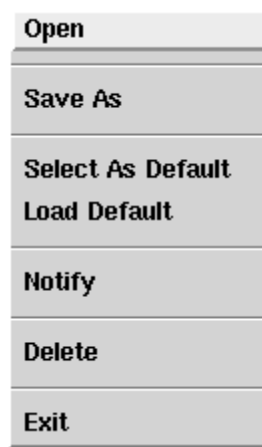 Open
Save As
Select As Default
Load Default
Notify
Delete
Exit